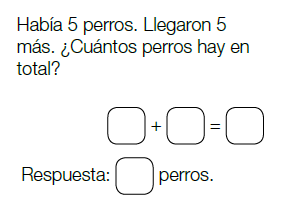 Había 5 perros. Llegaron 5
más. ¿Cuántos perros hay en
total?
+ =
Respuesta: perros.